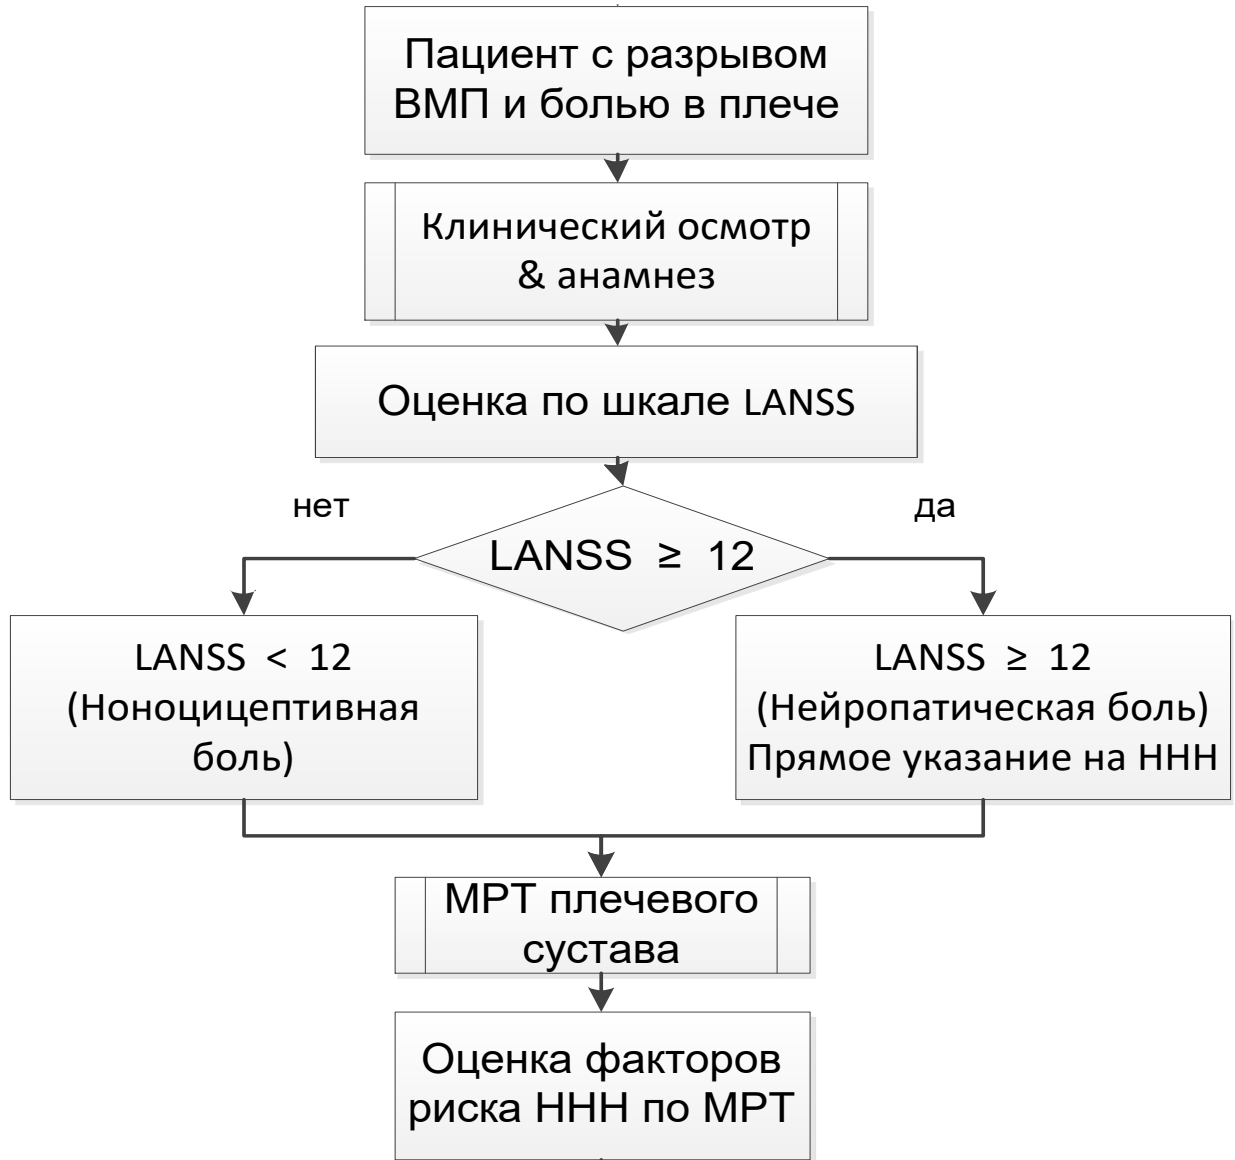 Пациент с разрывом
ВМП и болью в плече
Клинический осмотр
& анамнез
Оценка по шкале LANSS
нет
да
LANSS ≥ 12
LANSS < 12
(Ноноцицептивная
боль)
LANSS ≥ 12
(Нейропатическая боль)
Прямое указание на ННН
МРТ плечевого
сустава
Оценка факторов
риска ННН по МРТ